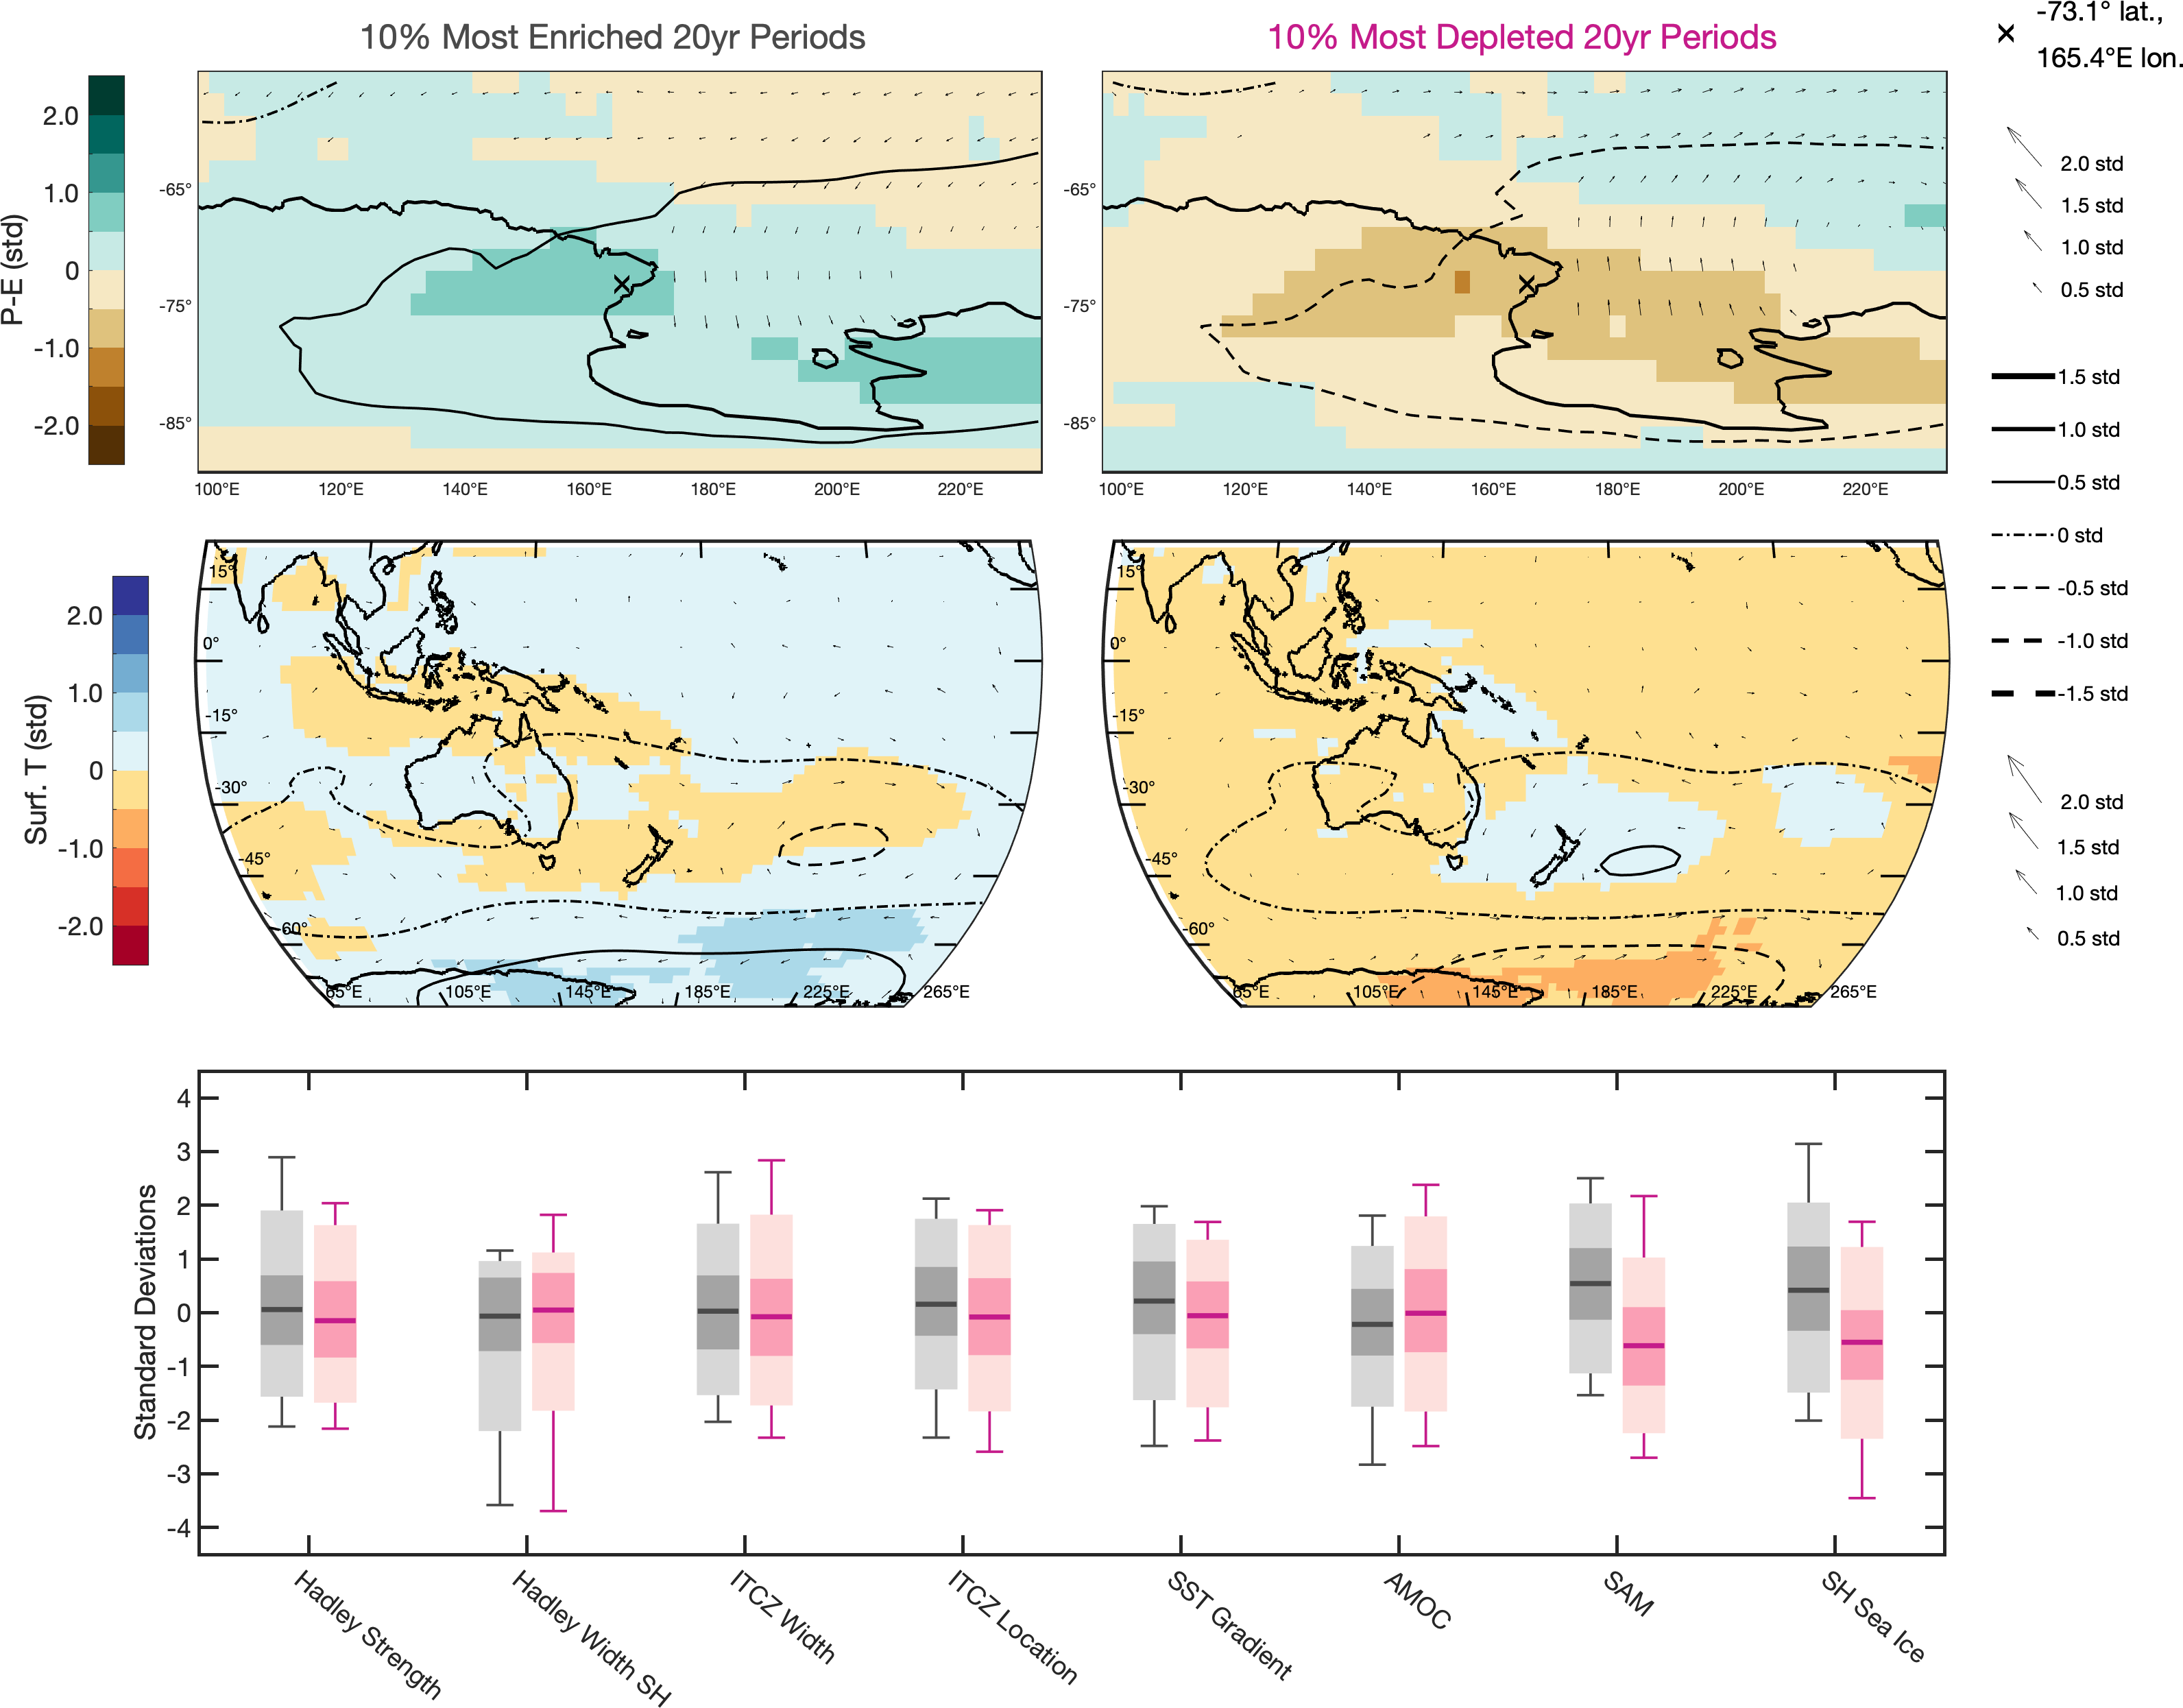 10% Most Enriched 20yr Periods
10% Most Depleted 20yr Periods
-73.1° lat.,
165.4°E lon.
P-E (std)
2.0
1.0
0
-1.0
-2.0
-65°
-75°
-85°
100°E 120°E 140°E 160°E 180°E 200°E 220°E
-65°
-75°
-85°
100°E 120°E 140°E 160°E 180°E 200°E 220°E
2.0 std
1.5 std
1.0 std
0.5 std
1.5 std
1.0 std
0.5 std
0 std
-0.5 std
-1.0 std
-1.5 std
Surf. T (std)
2.0
1.0
0
-1.0
-2.0
15°
0°
-15°
-30°
-45°
-60°
65°E 105°E 145°E 185°E 225°E 265°E
15°
0°
-15°
-30°
-45°
-60°
65°E 105°E 145°E 185°E 225°E 265°E
2.0 std
1.5 std
1.0 std
0.5 std
Standard Deviations
4
3
2
1
0
-1
-2
-3
-4
Hadley Strength
Hadley Width SH
ITCZ Width
ITCZ Location
SST Gradient
AMOC
SAM
SH Sea Ice